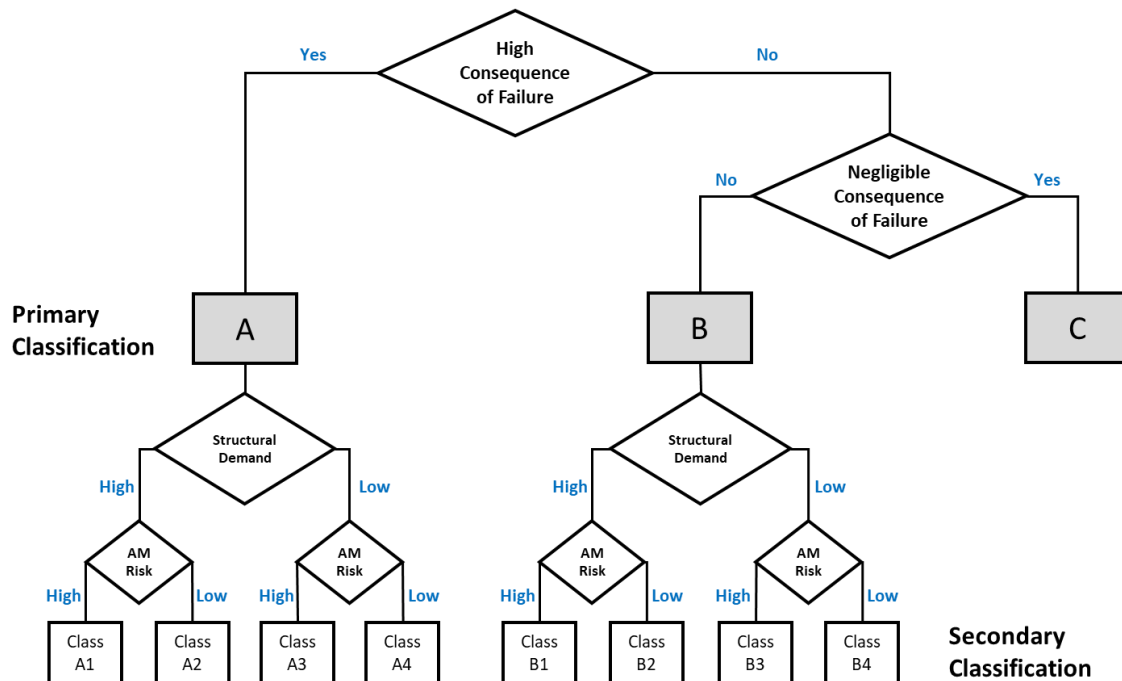 High
Consequence
of Failure
Yes
No
Negligible
Consequence
of Failure
No
Yes
Primary
Classification
A
B
C
Structural
Demand
High
Low
Structural
Demand
High
Low
AM
Risk
High
Low
AM
Risk
High
Low
AM
Risk
High
Low
AM
Risk
High
Low
Class
A1
Class
A2
Class
A3
Class
A4
Class
B1
Class
B2
Class
B3
Class
B4
Secondary
Classification